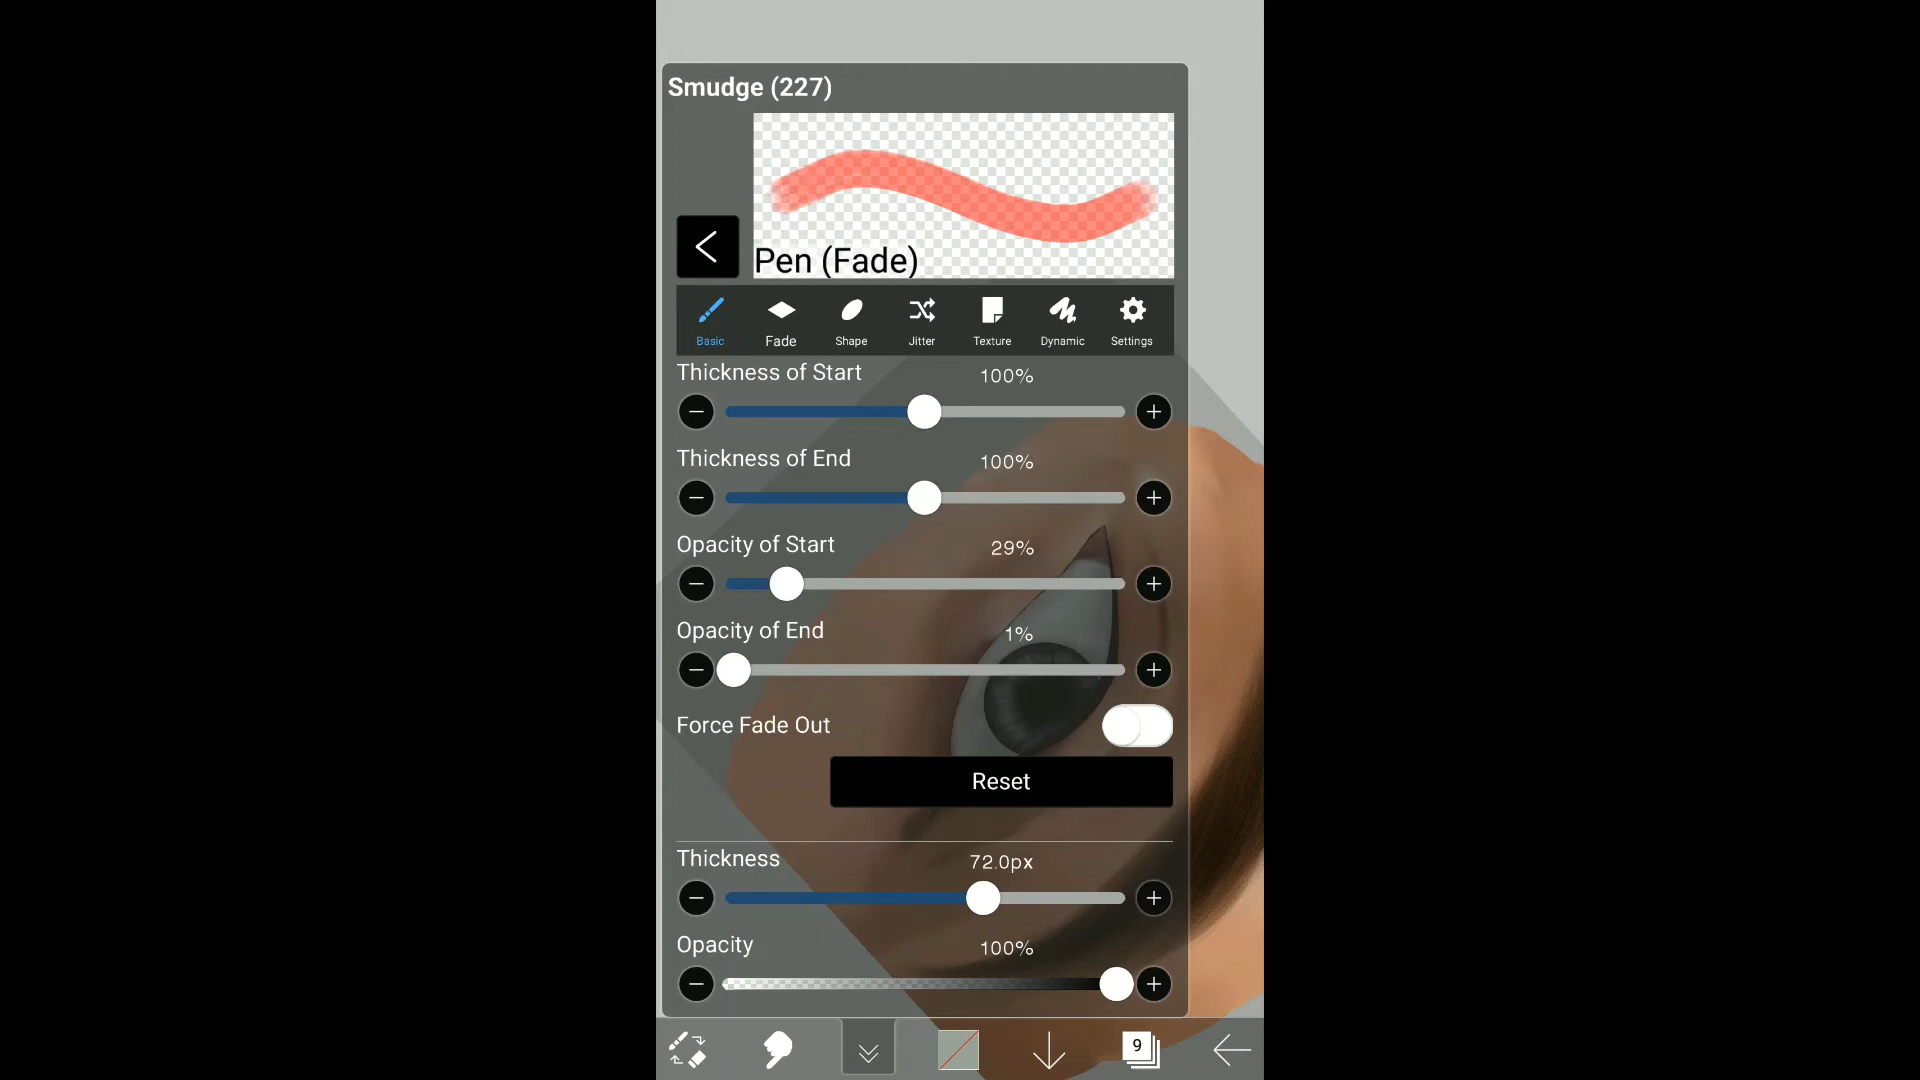 Smudge (227)
Pen (Fade)
Basic Fade Shape Jitter Texture Dynamic Settings
Thickness of Start 100%
Thickness of End 100%
Opacity of Start 29%
Opacity of End 1%
Force Fade Out
Reset
Thickness 72.0px
Opacity 100%
9